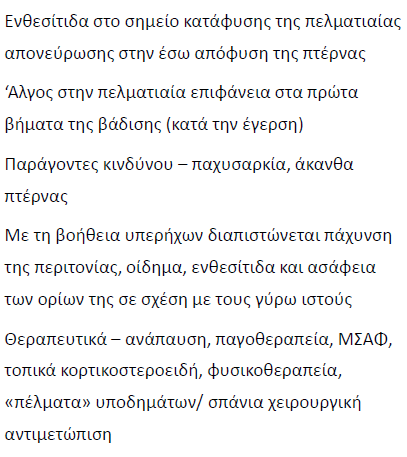 Ενθεσίτιδα στο σημείο κατάφυσης της πελματιαίας
απονεύρωσης στην έσω απόφυση της πτέρνας
‘Αλγος στην πελματιαία επιφάνεια στα πρώτα
βήματα της βάδισης (κατά την έγερση)
Παράγοντες κινδύνου – παχυσαρκία, άκανθα
πτέρνας
Με τη βοήθεια υπερήχων διαπιστώνεται πάχυνση
της περιτονίας, οίδημα, ενθεσίτιδα και ασάφεια
των ορίων της σε σχέση με τους γύρω ιστούς
Θεραπευτικά – ανάπαυση, παγοθεραπεία, ΜΣΑΦ,
τοπικά κορτικοστεροειδή, φυσικοθεραπεία,
«πέλματα» υποδημάτων/ σπάνια χειρουργική
αντιμετώπιση